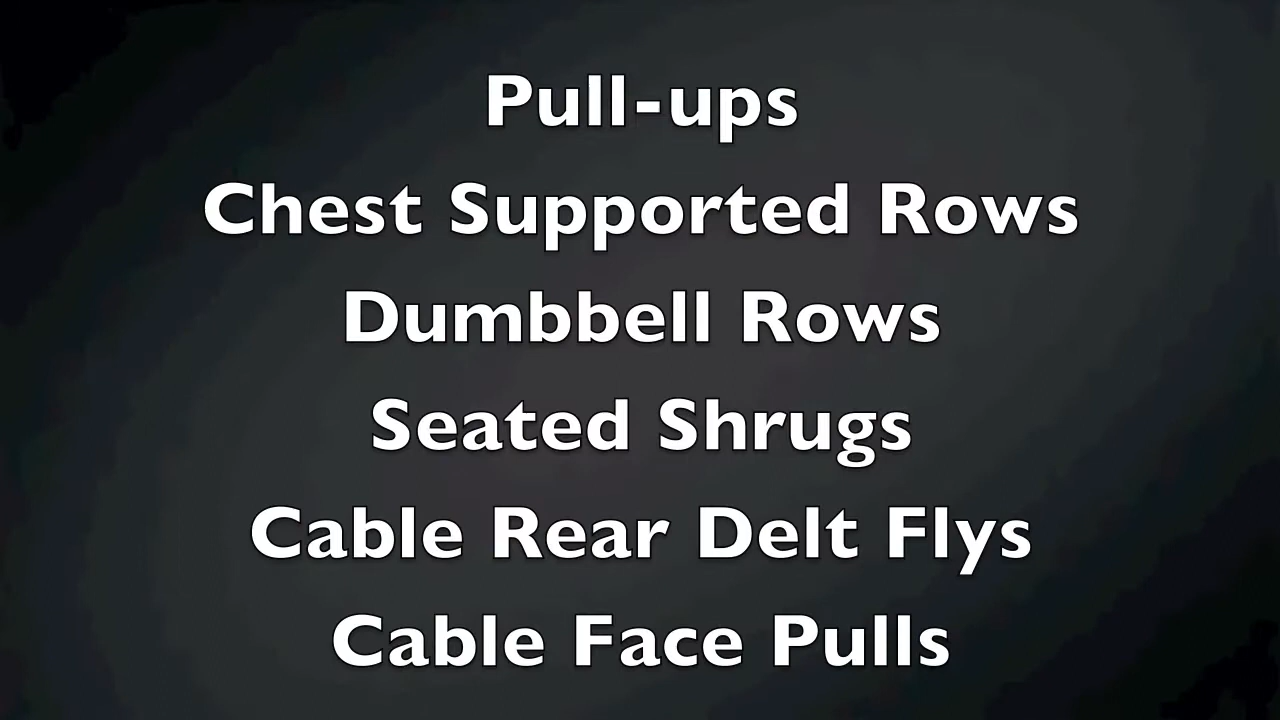 Pull-ups
Chest Supported Rows
Dumbbell Rows
Seated Shrugs
Cable Rear Delt Flys
Cable Face Pulls